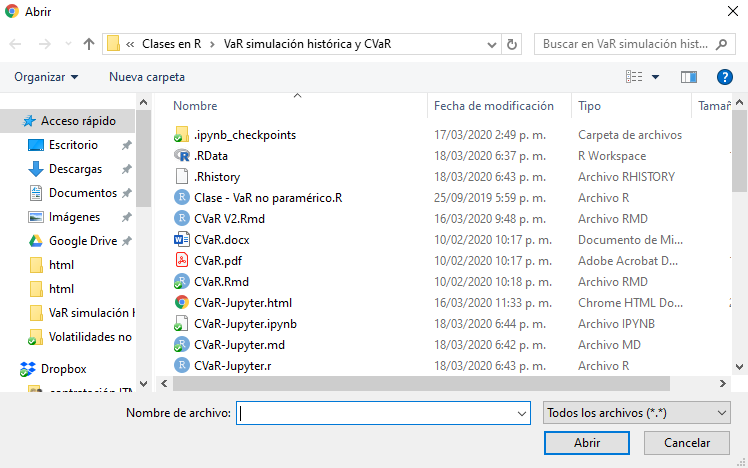 Abrir
« Clases en R > VaR simulación histórica y CVaR
Buscar en VaR simulación hist...
Organizar
Nueva carpeta
Nombre Fecha de modificación Tipo Tamañ
Acceso rápido
Escritorio
Descargas
Documentos
Imágenes
Google Drive
html
html
VaR simulación h
Volatilidades no
Dropbox
.ipynb_checkpoints 17/03/2020 2:49 p. m. Carpeta de archivos
.RData 18/03/2020 6:37 p. m. R Workspace
.Rhistory 18/03/2020 6:43 p. m. Archivo RHISTORY
Clase - VaR no paramérico.R 25/09/2019 5:59 p. m. Archivo R
CVaR V2.Rmd 16/03/2020 9:48 p. m. Archivo RMD
CVaR.docx 10/02/2020 10:17 p. m. Documento de Mi...
CVaR.pdf 10/02/2020 10:17 p. m. Adobe Acrobat D...
CVaR.Rmd 10/02/2020 10:18 p. m. Archivo RMD
CVaR-Jupyter.html 16/03/2020 11:33 p. m. Chrome HTML Do...
CVaR-Jupyter.ipynb 18/03/2020 6:44 p. m. Archivo IPYNB
CVaR-Jupyter.md 18/03/2020 6:42 p. m. Archivo MD
CVaR-Jupyter.r 18/03/2020 6:43 p. m. Archivo R
Nombre de archivo:
Todos los archivos (*.*)
Abrir
Cancelar